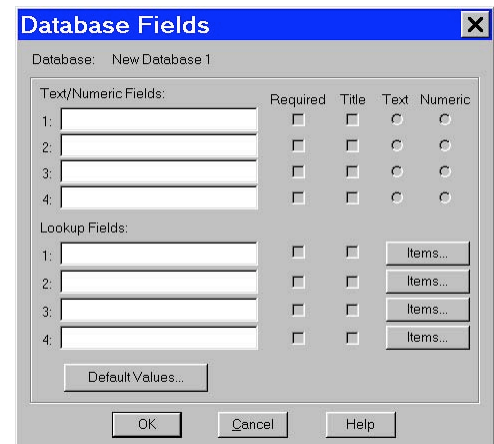 Database Fields
Database: New Database 1
Text/Numeric Fields: Required Title Text Numeric
1:
2:
3:
4:
Lookup Fields:
1: Items...
2: Items...
3: Items...
4: Items...
Default Values...
OK Cancel Help